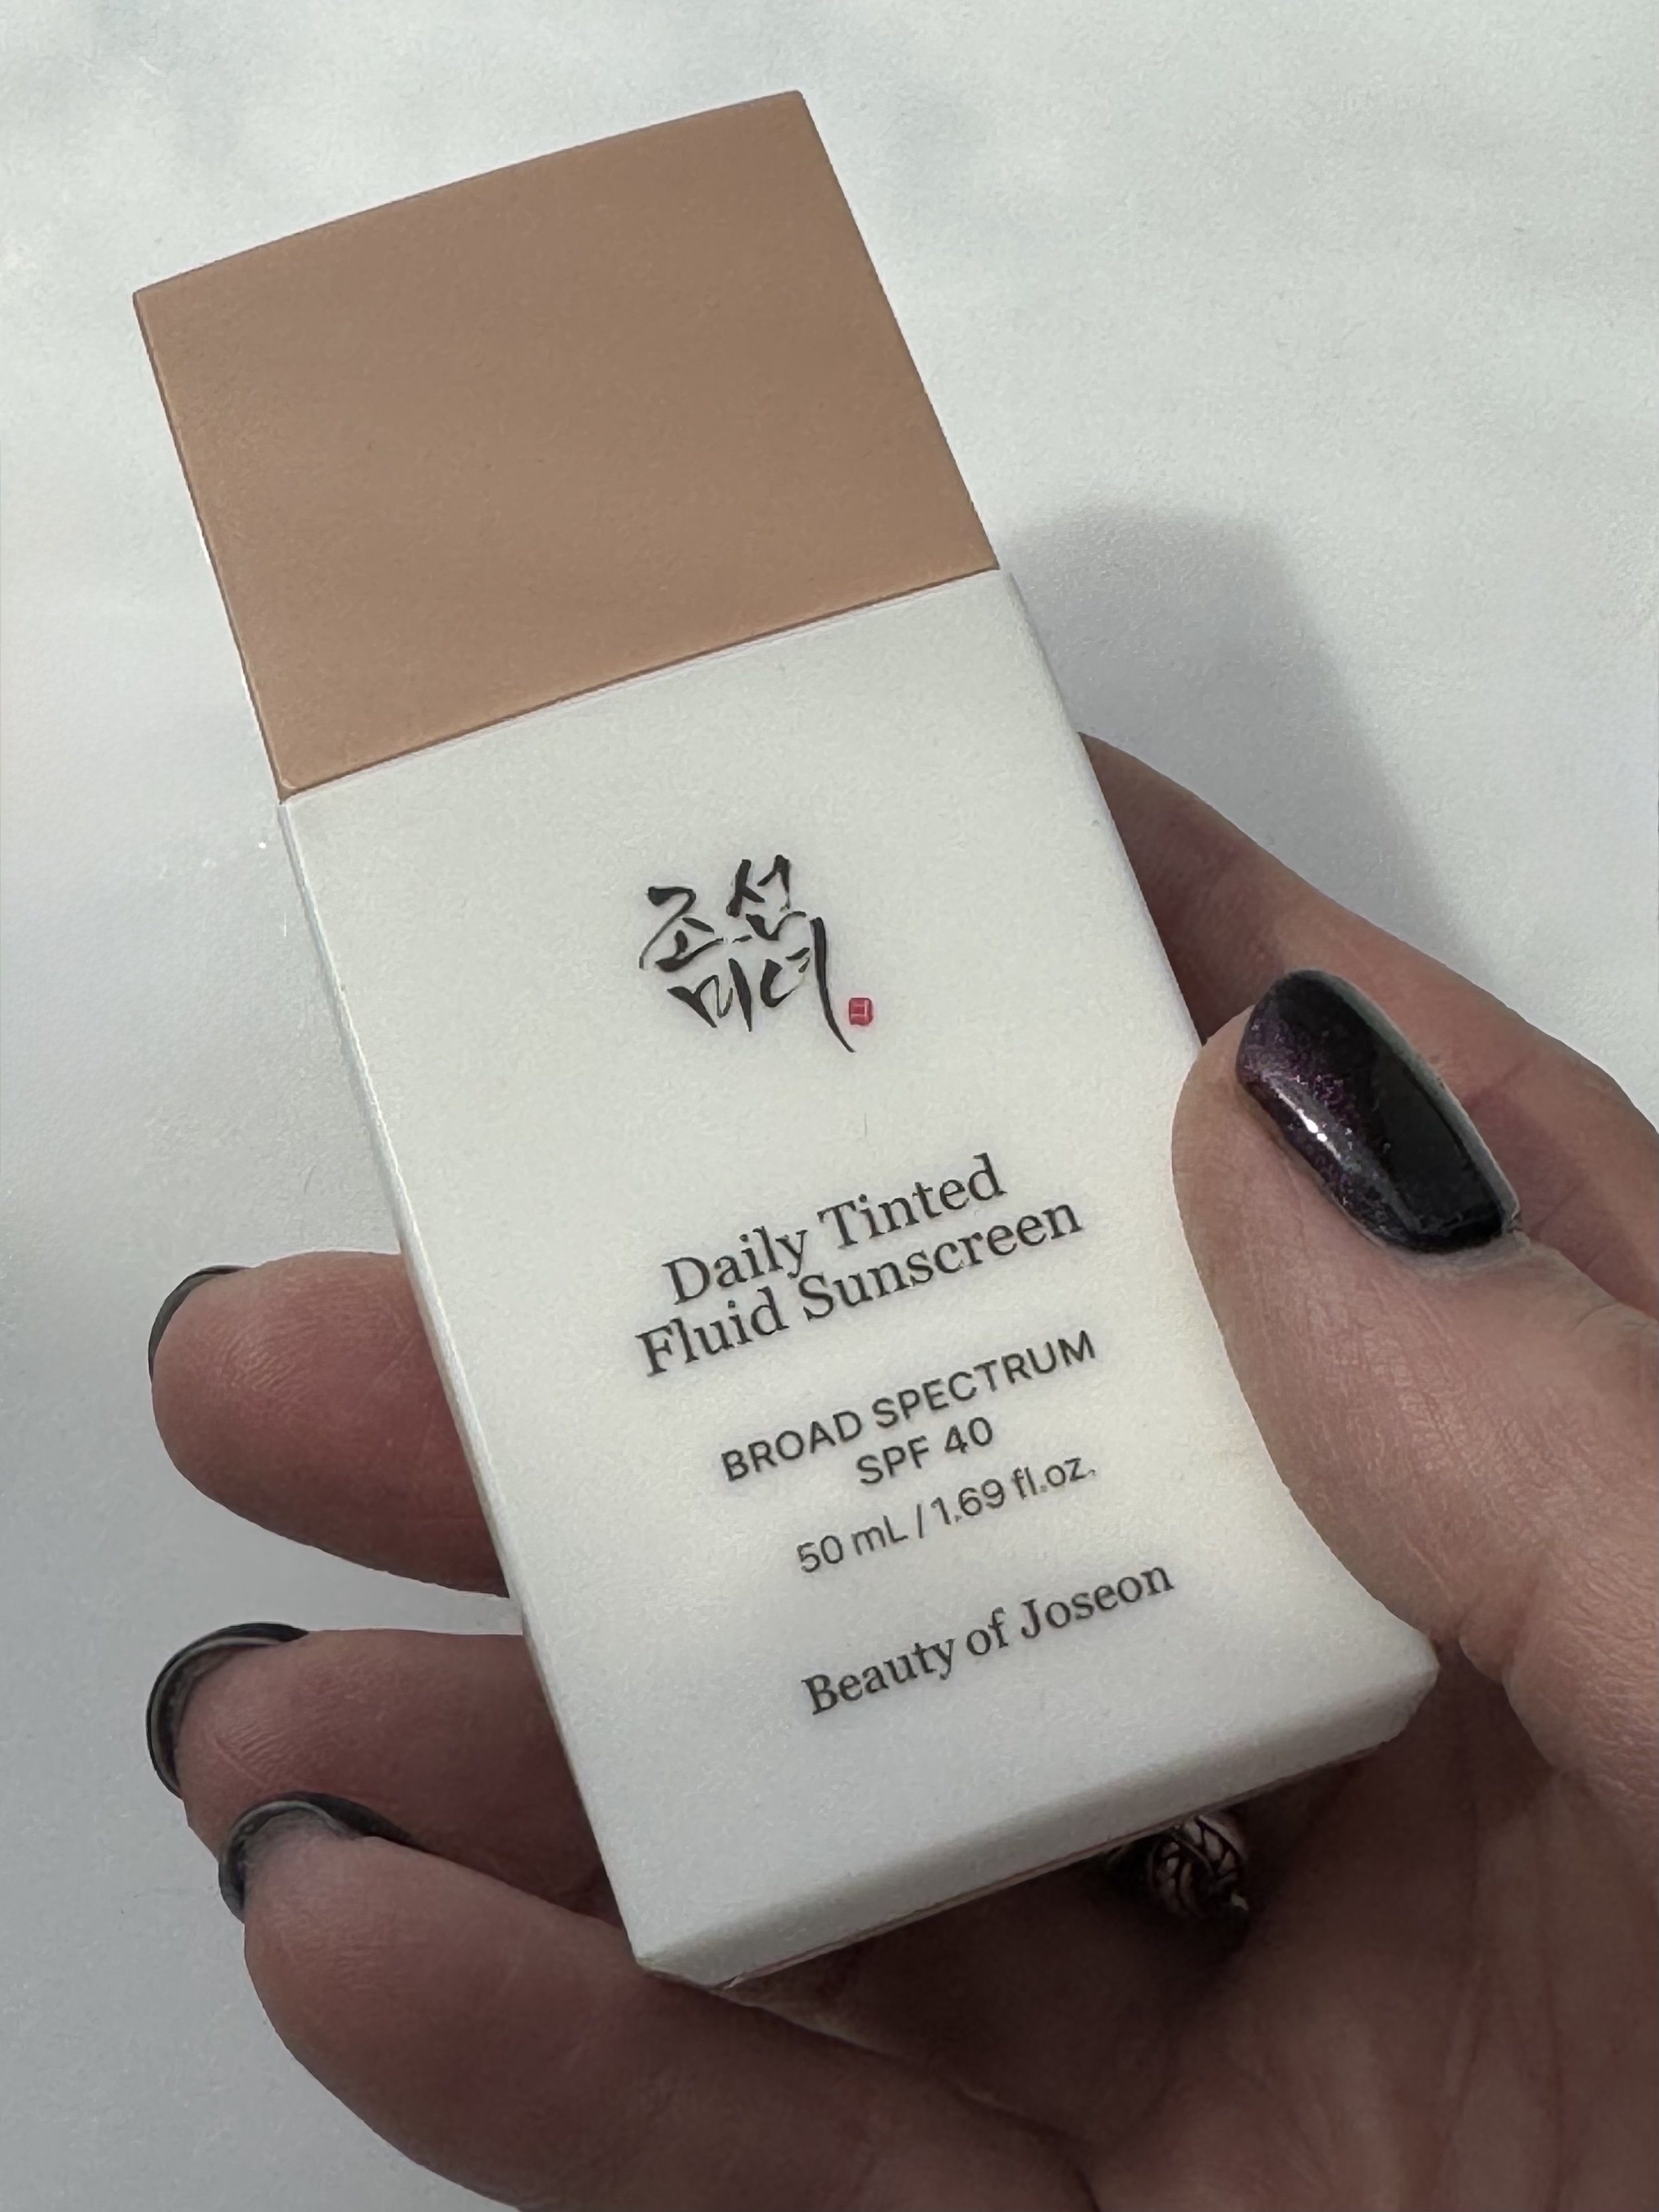 조선
미녀
Daily Tinted
Fluid Sunscreen
BROAD SPECTRUM
SPF 40
50 mL / 1.69 fl.oz.
Beauty of Joseon